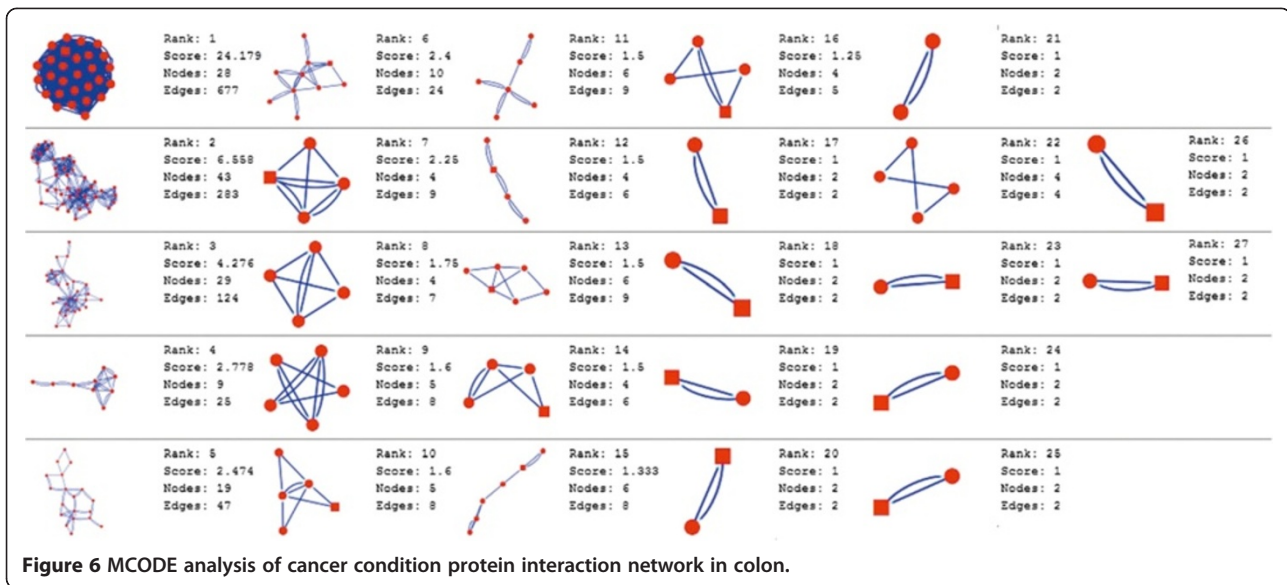 Rank: 1
Score: 24.179
Nodes: 28
Edges: 677
Rank: 6
Score: 2.4
Nodes: 10
Edges: 24
Rank: 11
Score: 1.5
Nodes: 6
Edges: 9
Rank: 16
Score: 1.25
Nodes: 4
Edges: 5
Rank: 21
Score: 1
Nodes: 2
Edges: 2
Rank: 2
Score: 6.558
Nodes: 43
Edges: 283
Rank: 7
Score: 2.25
Nodes: 4
Edges: 9
Rank: 12
Score: 1.5
Nodes: 4
Edges: 6
Rank: 17
Score: 1
Nodes: 2
Edges: 2
Rank: 22
Score: 1
Nodes: 4
Edges: 4
Rank: 26
Score: 1
Nodes: 2
Edges: 2
Rank: 3
Score: 4.276
Nodes: 29
Edges: 124
Rank: 8
Score: 1.75
Nodes: 4
Edges: 7
Rank: 13
Score: 1.5
Nodes: 6
Edges: 9
Rank: 18
Score: 1
Nodes: 2
Edges: 2
Rank: 23
Score: 1
Nodes: 2
Edges: 2
Rank: 27
Score: 1
Nodes: 2
Edges: 2
Rank: 4
Score: 2.778
Nodes: 9
Edges: 25
Rank: 9
Score: 1.6
Nodes: 5
Edges: 8
Rank: 14
Score: 1.5
Nodes: 4
Edges: 6
Rank: 19
Score: 1
Nodes: 2
Edges: 2
Rank: 24
Score: 1
Nodes: 2
Edges: 2
Rank: 5
Score: 2.474
Nodes: 19
Edges: 47
Rank: 10
Score: 1.6
Nodes: 5
Edges: 8
Rank: 15
Score: 1.333
Nodes: 6
Edges: 8
Rank: 20
Score: 1
Nodes: 2
Edges: 2
Rank: 25
Score: 1
Nodes: 2
Edges: 2
Figure 6 MCODE analysis of cancer condition protein interaction network in colon.